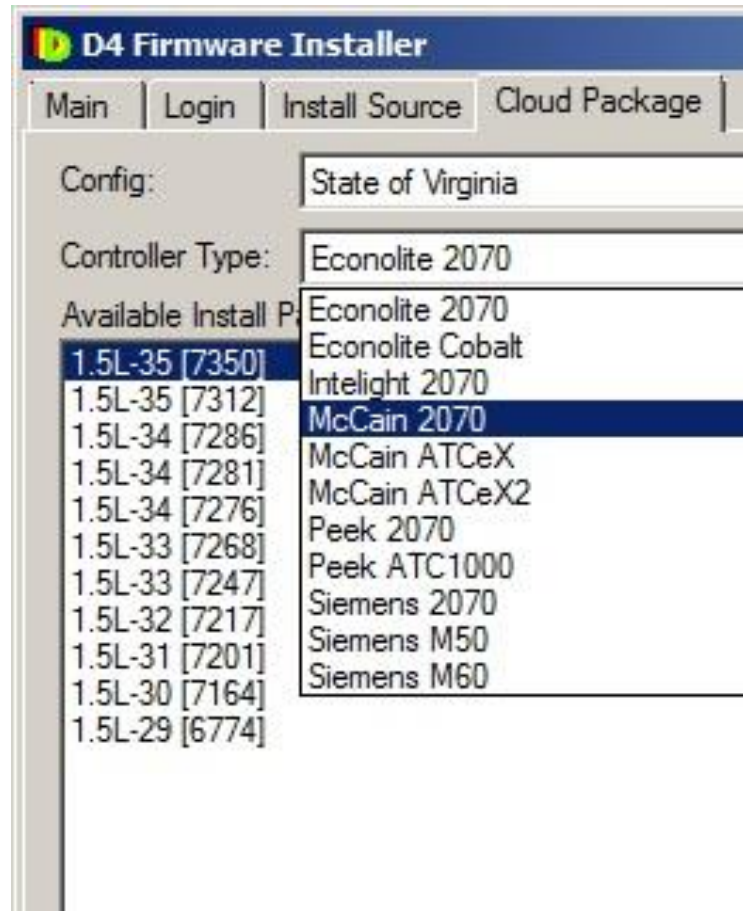 D4 Firmware Installer
Main Login Install Source Cloud Package
Config: State of Virginia
Controller Type: Econolite 2070
Available Install
Econolite 2070
Econolite Cobalt
Intelight 2070
McCain 2070
McCain ATCeX
McCain ATCeX2
Peek 2070
Peek ATC1000
Siemens 2070
Siemens M50
Siemens M60
1.5L-35 [7350]
1.5L-35 [7312]
1.5L-34 [7286]
1.5L-34 [7281]
1.5L-34 [7276]
1.5L-33 [7268]
1.5L-33 [7247]
1.5L-32 [7217]
1.5L-31 [7201]
1.5L-30 [7164]
1.5L-29 [6774]